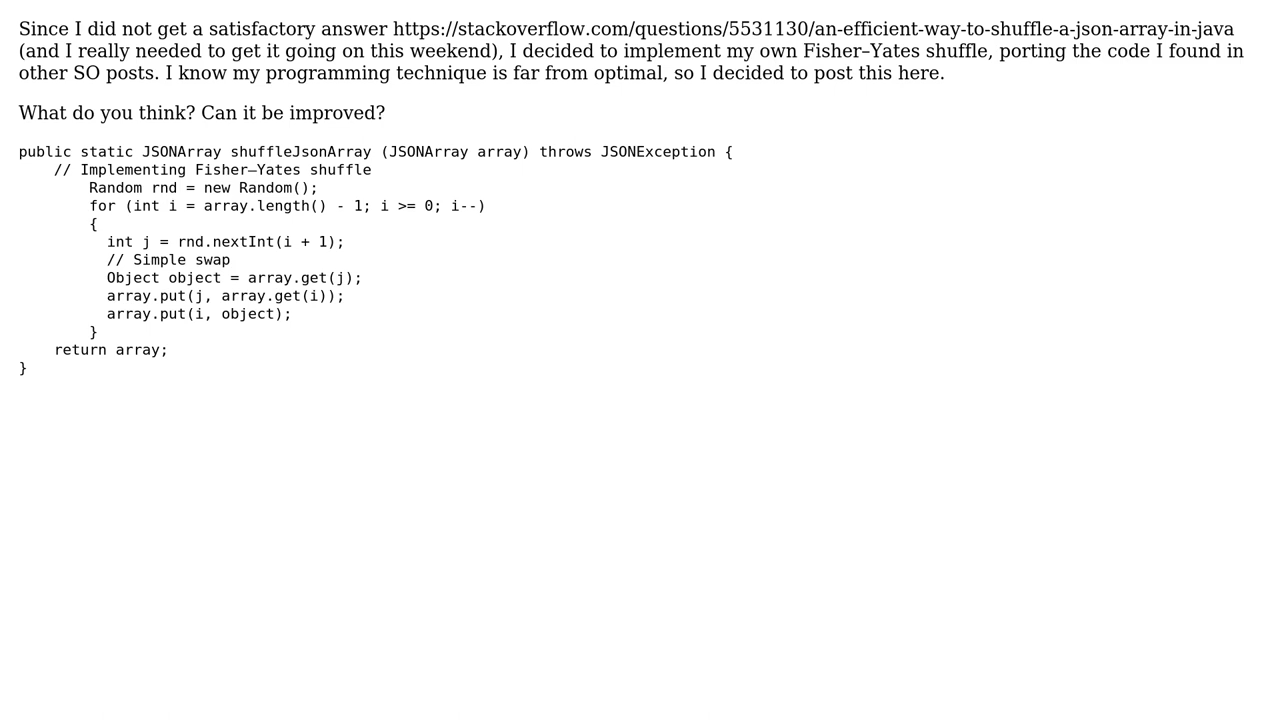 Since I did not get a satisfactory answer https://stackoverflow.com/questions/5531130/an-efficient-way-to-shuffle-a-json-array-in-java
(and I really needed to get it going on this weekend), I decided to implement my own Fisher–Yates shuffle, porting the code I found in
other SO posts. I know my programming technique is far from optimal, so I decided to post this here.
What do you think? Can it be improved?
public static JSONArray shuffleJsonArray (JSONArray array) throws JSONException {
    // Implementing Fisher–Yates shuffle
        Random rnd = new Random();
        for (int i = array.length() - 1; i >= 0; i--)
        {
          int j = rnd.nextInt(i + 1);
          // Simple swap
          Object object = array.get(j);
          array.put(j, array.get(i));
          array.put(i, object);
        }
    return array;
}